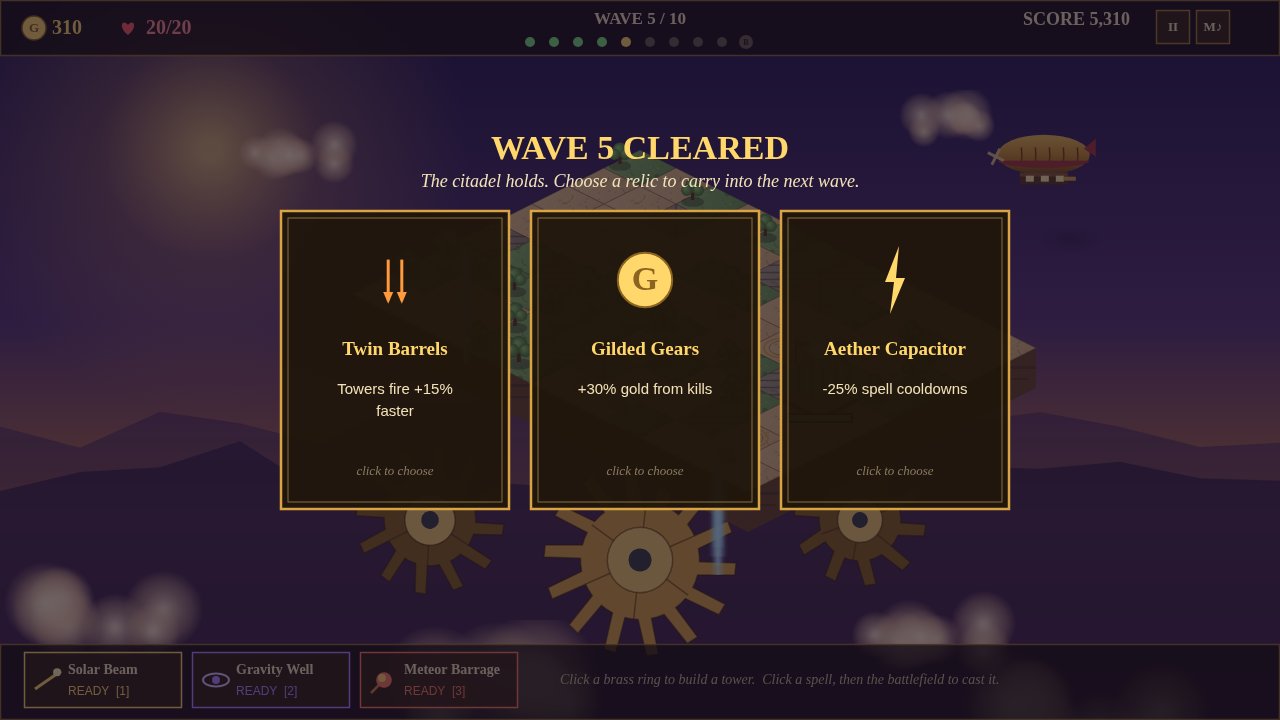 G 310
20/20
WAVE 5 / 10
B
SCORE 5,310
II
M♪
WAVE 5 CLEARED
The citadel holds. Choose a relic to carry into the next wave.
Twin Barrels
Towers fire +15%
faster
click to choose
G
Gilded Gears
+30% gold from kills
click to choose
Aether Capacitor
-25% spell cooldowns
click to choose
Solar Beam
READY [1]
Gravity Well
READY [2]
Meteor Barrage
READY [3]
Click a brass ring to build a tower. Click a spell, then the battlefield to cast it.